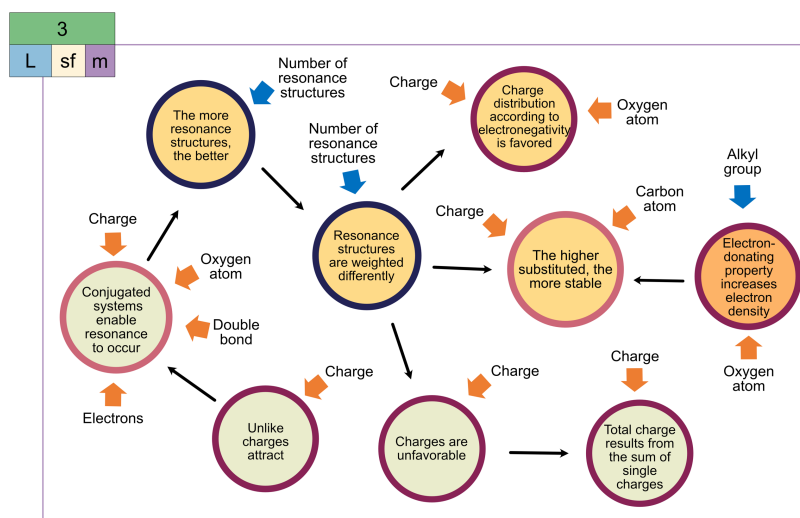 3
L sf m
Number of
resonance
structures
The more
resonance
structures,
the better
Number of
resonance
structures
Charge
Charge
distribution
according to
electronegativity
is favored
Oxygen
atom
Alkyl
group
Charge
Carbon
atom
Resonance
structures
are weighted
differently
The higher
substituted, the
more stable
Electron-
donating
property
increases
electron
density
Oxygen
atom
Charge
Oxygen
atom
Conjugated
systems
enable
resonance
to occur
Double
bond
Electrons
Charge
Unlike
charges
attract
Charge
Charges are
unfavorable
Charge
Total charge
results from
the sum of
single
charges